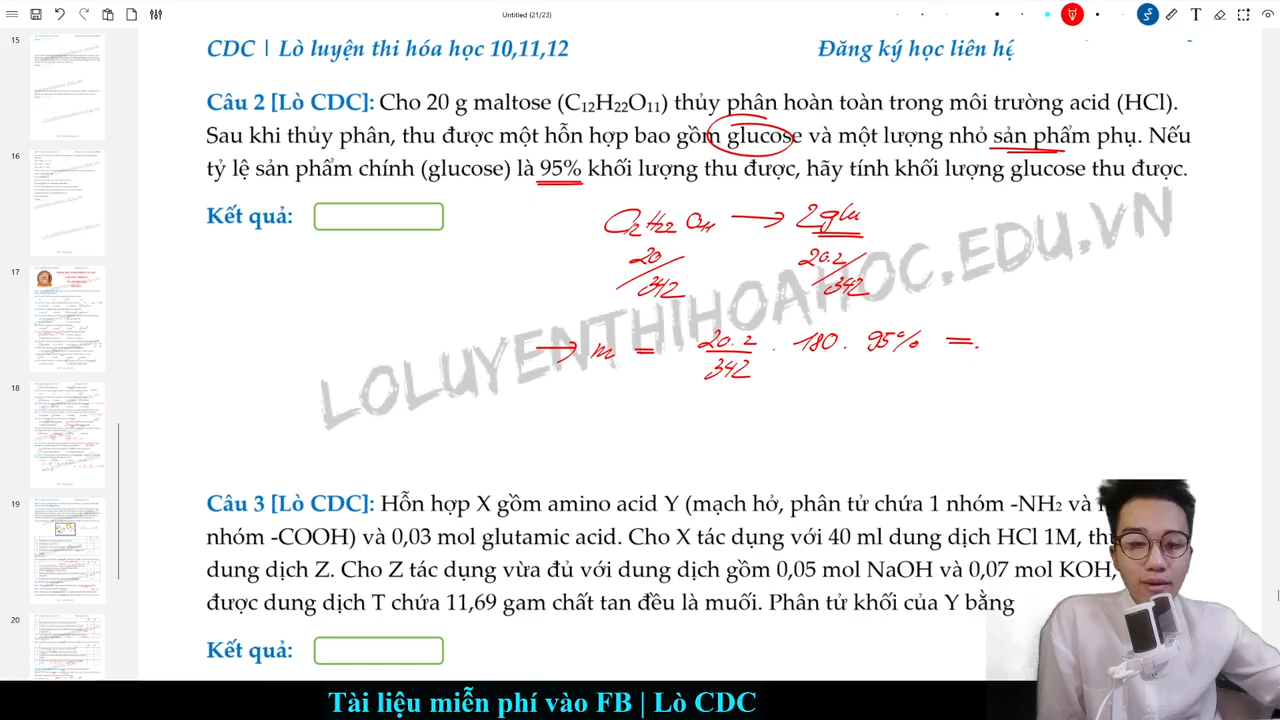 Untitled (21/23)
CDC | Lò luyện thi hóa học 10,11,12
Đăng ký học liên hệ
Câu 2 [Lò CDC]: Cho 20 g maltose (C12H22O11) thủy phân hoàn toàn trong môi trường acid (HCl).
Sau khi thủy phân, thu được một hỗn hợp bao gồm glucose và một lượng nhỏ sản phẩm phụ. Nếu
tỷ lệ sản phẩm chính (glucose) là 95% khối lượng thu được, hãy tính khối lượng glucose thu được.
Kết quả:
C12H22O11 → 2glu
20/342 20.2/342
→ m = 20.2/342 180. 95% =
LOLUYENTHIHOAHOC.EDU.VN
Câu 3 [Lò CDC]: Hỗn hợp X gồm amino acid Y (mạch hở, phân tử chứa 1 nhóm -NH2 và
nhóm -COOH) và 0,03 mol glutamic acid. Cho X tác dụng với 40 ml dung dịch HCl 1M,
dung dịch Z. Cho Z tác dụng vừa đủ với dung dịch gồm 0,05 mol NaOH và 0,07 mol KOH,
được dung dịch T chứa gam chất tan đều là muối. Phân tử khối của Y bằng
Kết quả:
15
16
17
18
19
20
Tài liệu miễn phí vào FB | Lò CDC